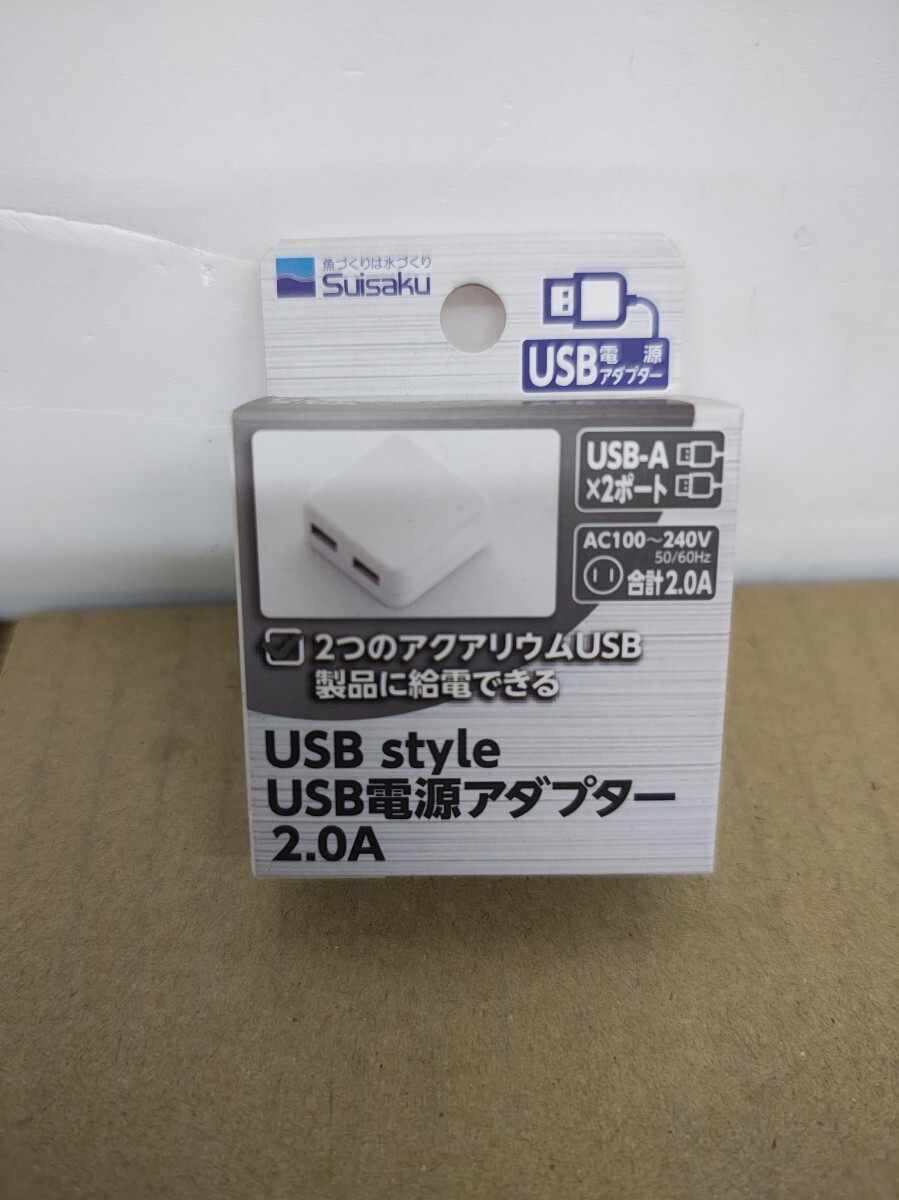 魚づくりは水づくり
Suisaku
USB電源アダプター
USB-A
×2ポート
AC100～240V
50/60Hz
合計2.0A
2つのアクアリウムUSB
製品に給電できる
USB style
USB電源アダプター
2.0A